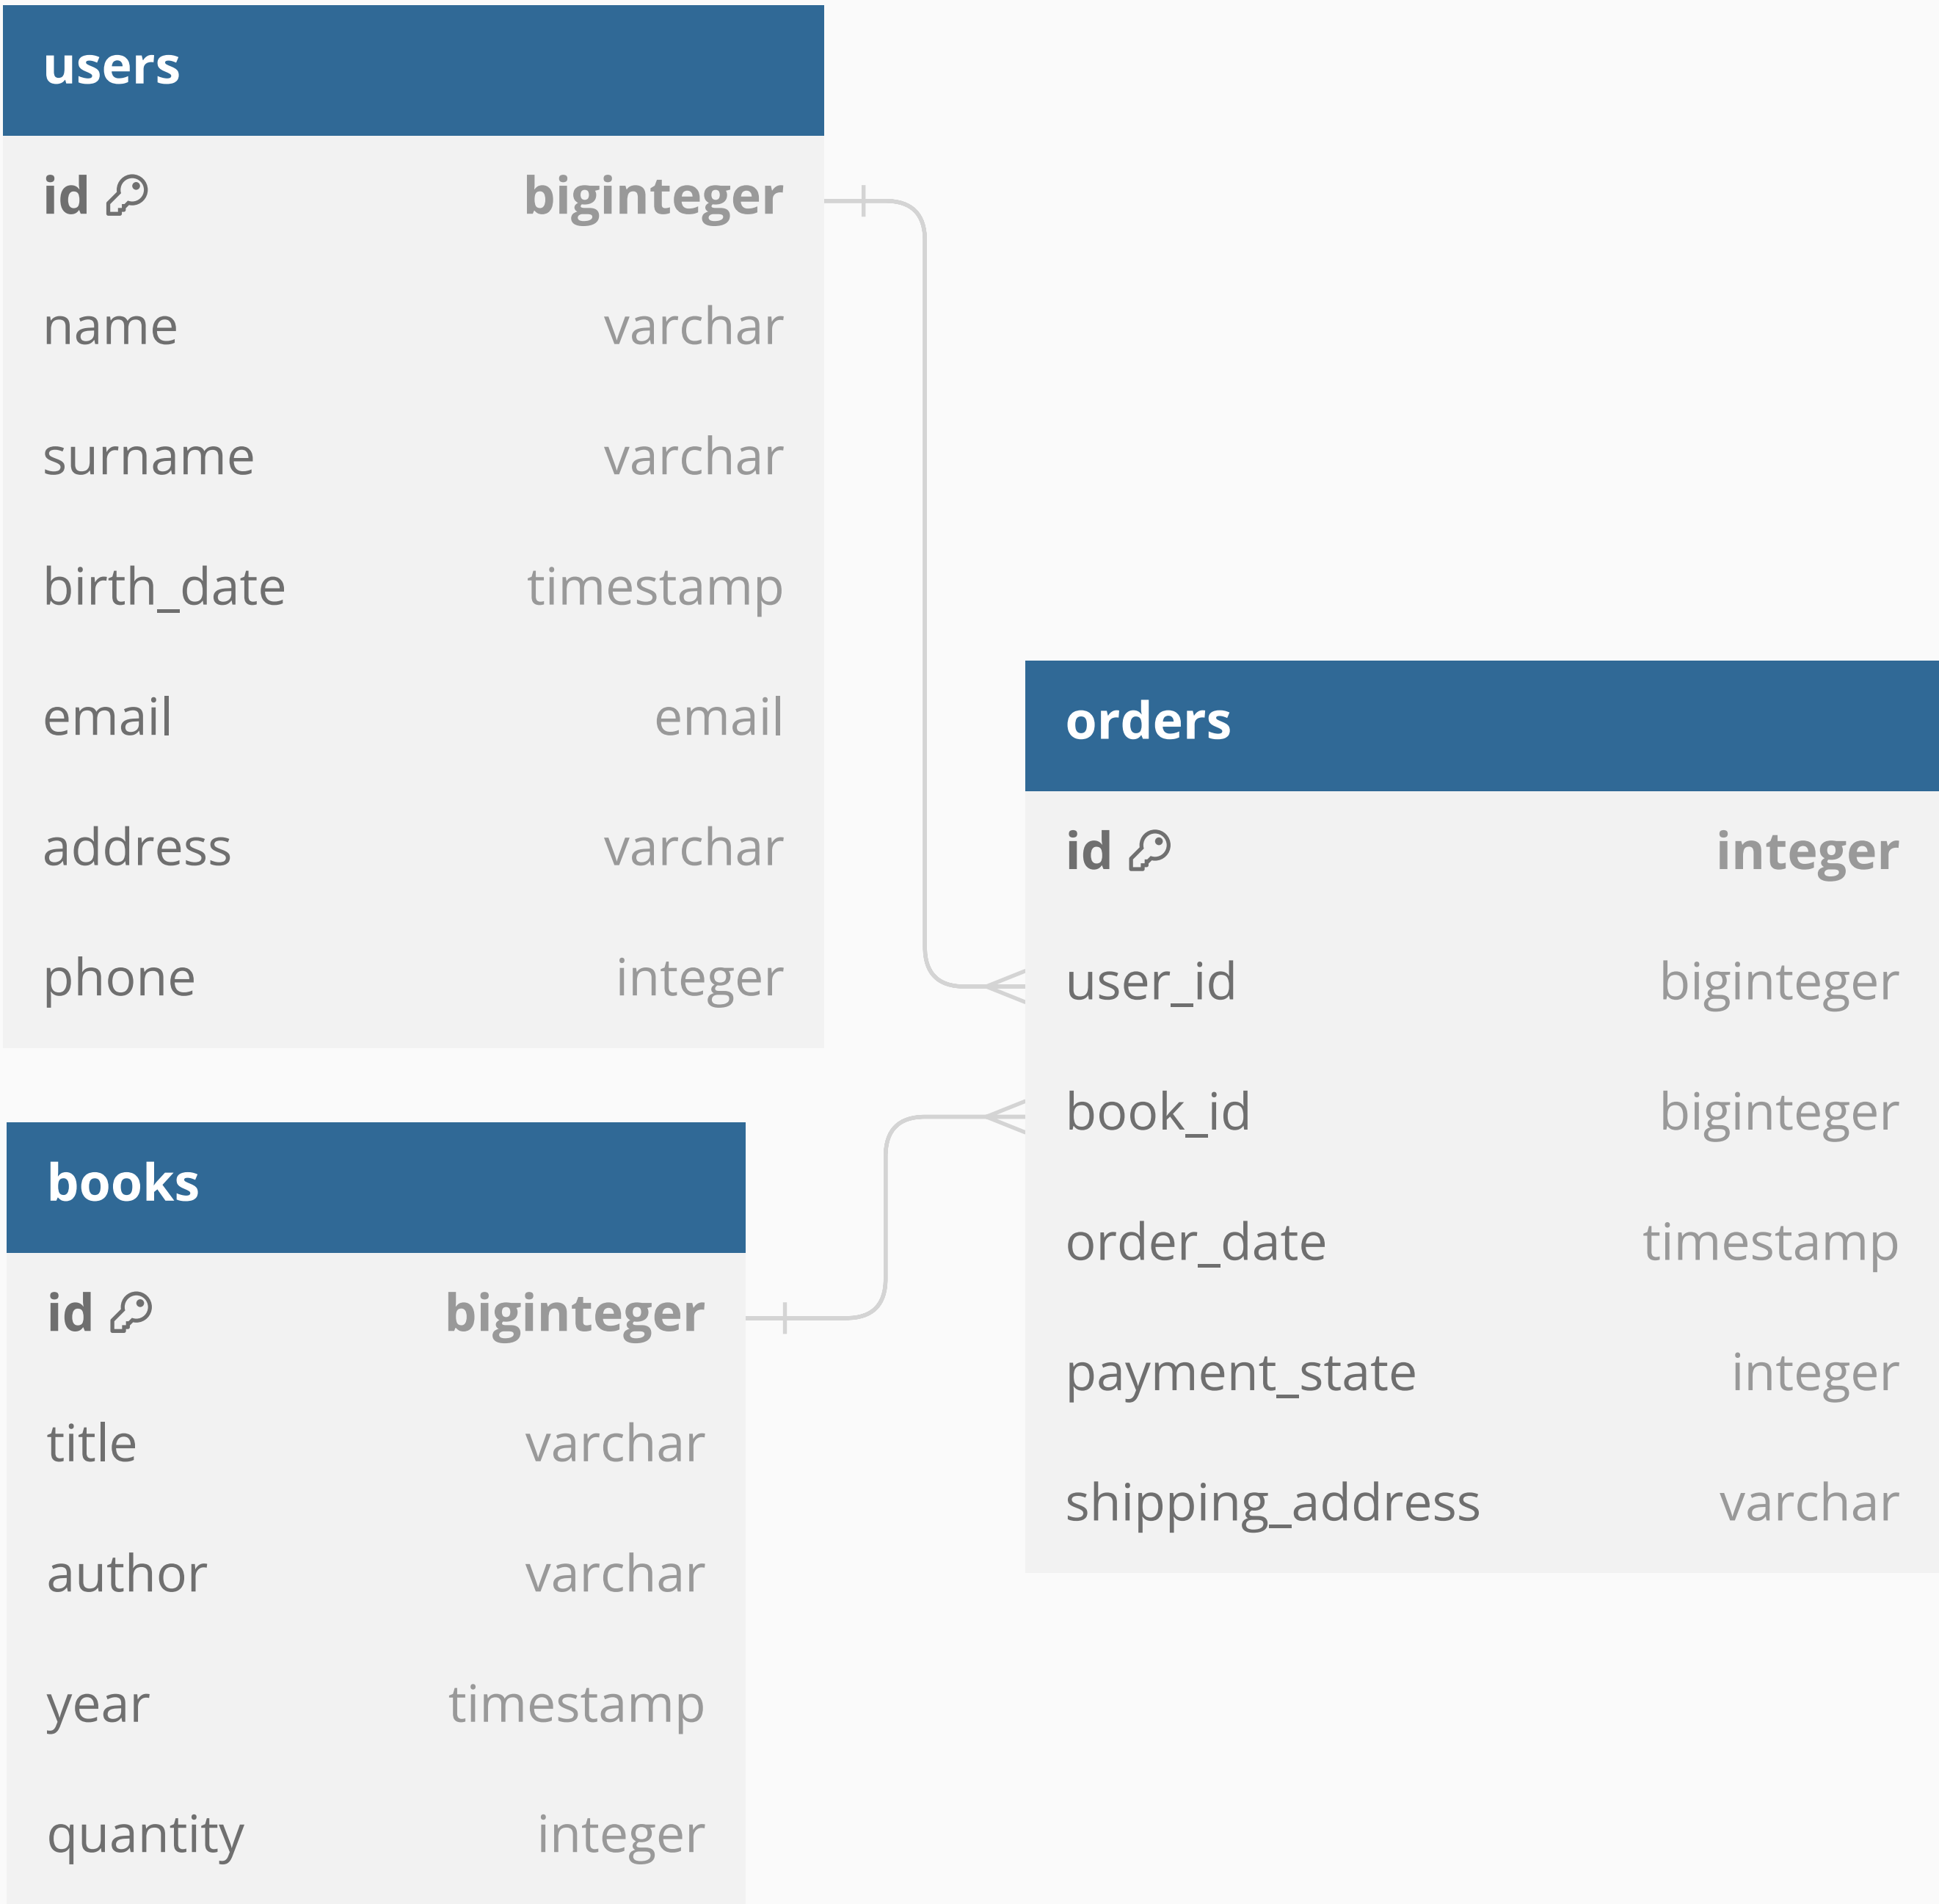 users
id biginteger
name varchar
surname varchar
birth_date timestamp
email email
address varchar
phone integer
orders
id integer
user_id biginteger
book_id biginteger
order_date timestamp
payment_state integer
shipping_address varchar
books
id biginteger
title varchar
author varchar
year timestamp
quantity integer